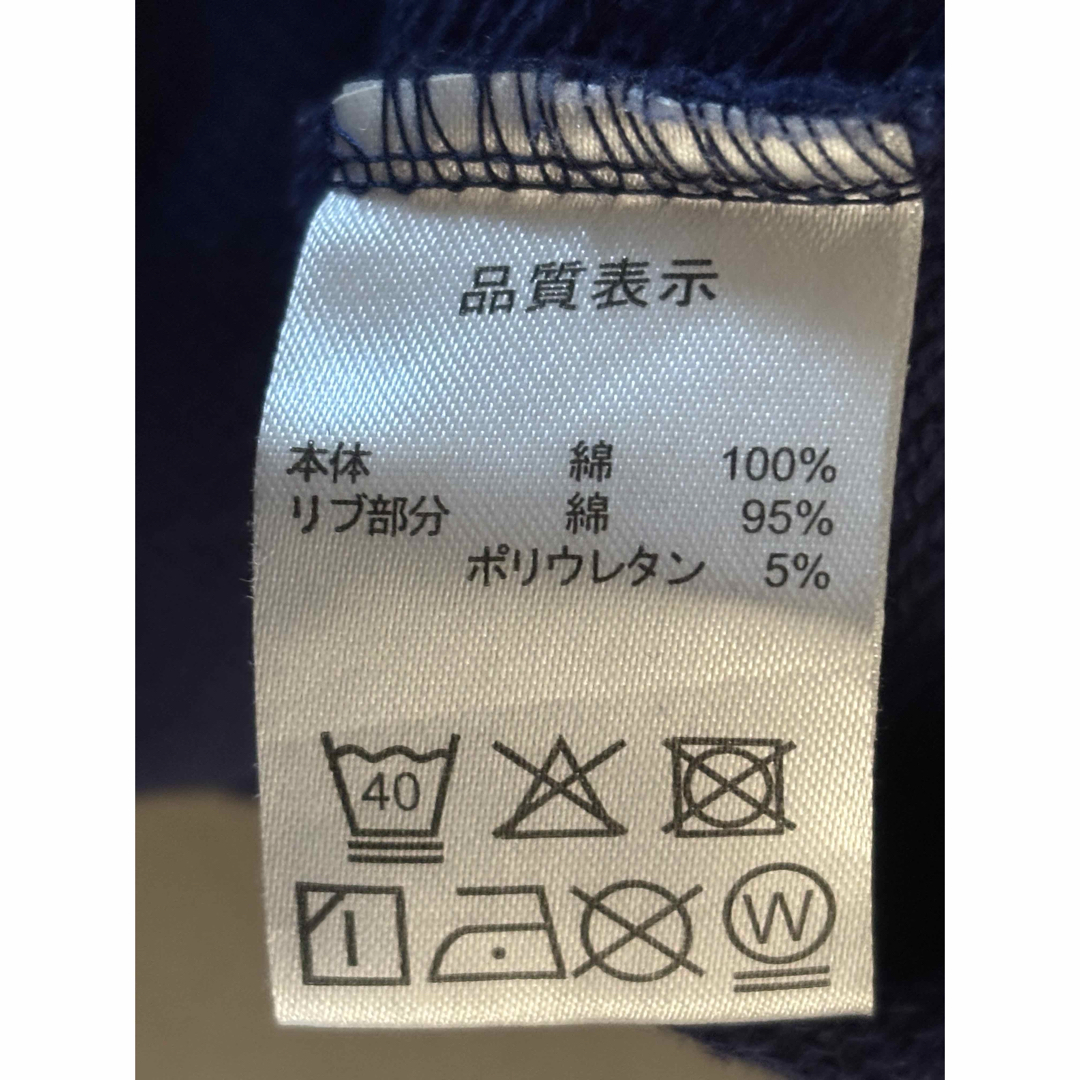 品質表示
本体 綿 100%
リブ部分 綿 95%
ポリウレタン 5%
40
W